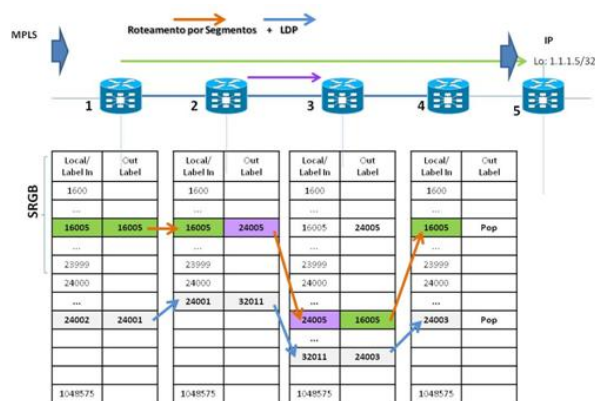 MPLS
Roteamento por Segmentos + LDP
IP
Lo: 1.1.1.5/32
1 2 3 4 5
SRGB
Local/ Label In Out Label
1600
...
16005 16005
...
23999
24000
...
24002 24001
1048575
Local/ Label In Out Label
1600
...
16005 24005
...
23999
24000
24001 32011
1048575
Local/ Label In Out Label
1600
...
16005 24005
...
23999
24000
...
24005 16005
...
32011 24003
1048575
Local/ Label In Out Label
1600
...
16005 Pop
...
23999
24000
...
24003 Pop
1048575